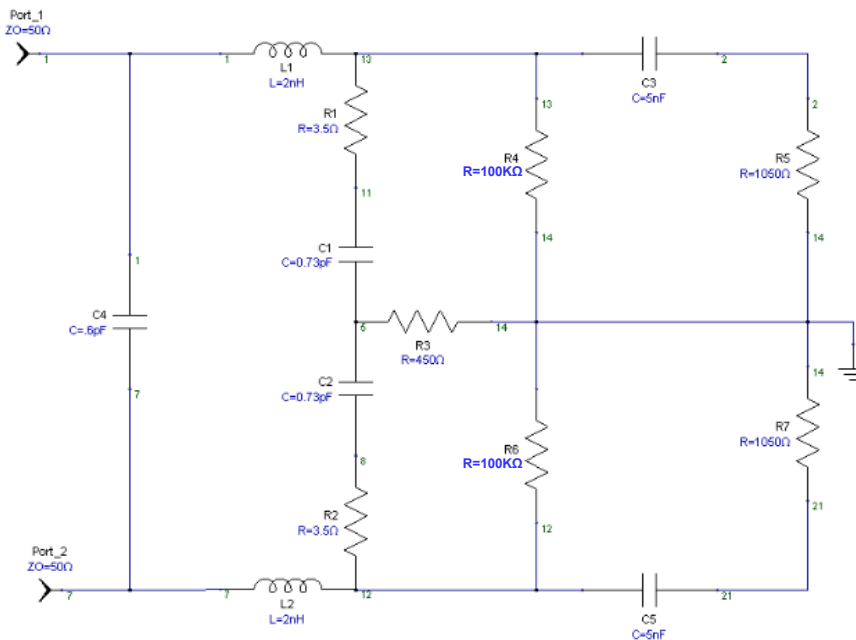 Port_1
ZO=50Ω
1
1
L1
L=2nH
13
C3
C=5nF
2
R1
R=3.5Ω
13
2
R4
R=100KΩ
R5
R=1050Ω
11
14
14
1
C1
C=0.73pF
C4
C=.6pF
6
R3
R=450Ω
14
C2
C=0.73pF
14
7
R6
R=100KΩ
R7
R=1050Ω
8
R2
R=3.5Ω
12
21
Port_2
ZO=50Ω
7
7
L2
L=2nH
12
C5
C=5nF
21